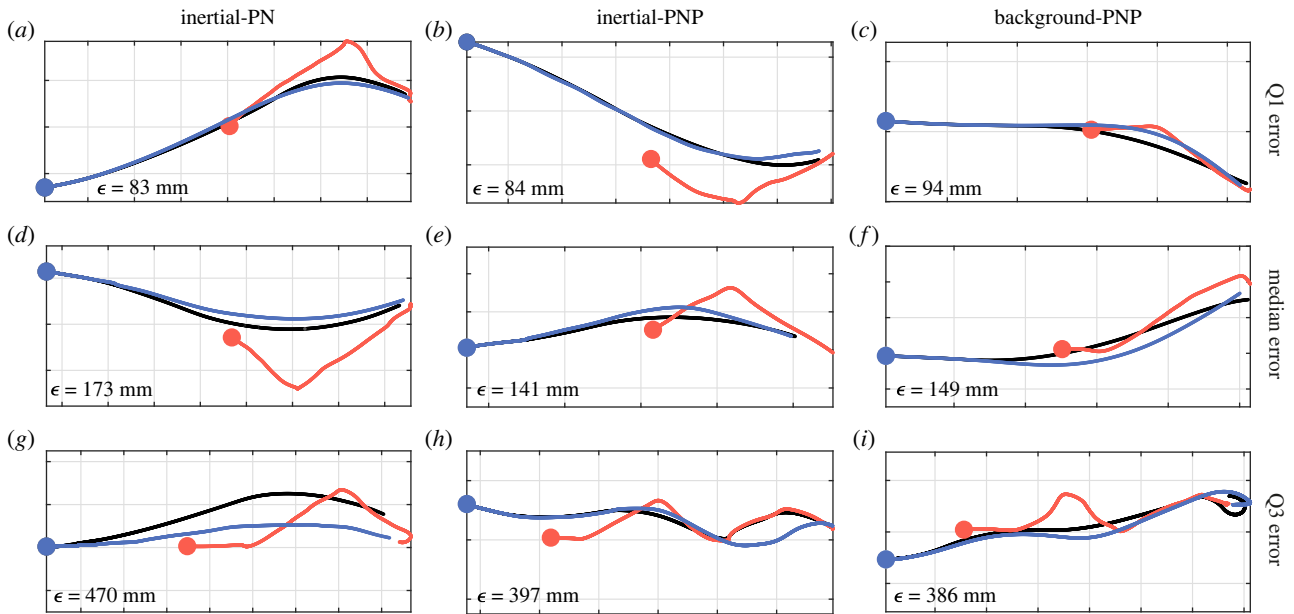 inertial-PN
inertial-PNP
background-PNP
(a)
(b)
(c)
ϵ = 83 mm
ϵ = 84 mm
ϵ = 94 mm
Q1 error
(d)
(e)
(f)
ϵ = 173 mm
ϵ = 141 mm
ϵ = 149 mm
median error
(g)
(h)
(i)
ϵ = 470 mm
ϵ = 397 mm
ϵ = 386 mm
Q3 error